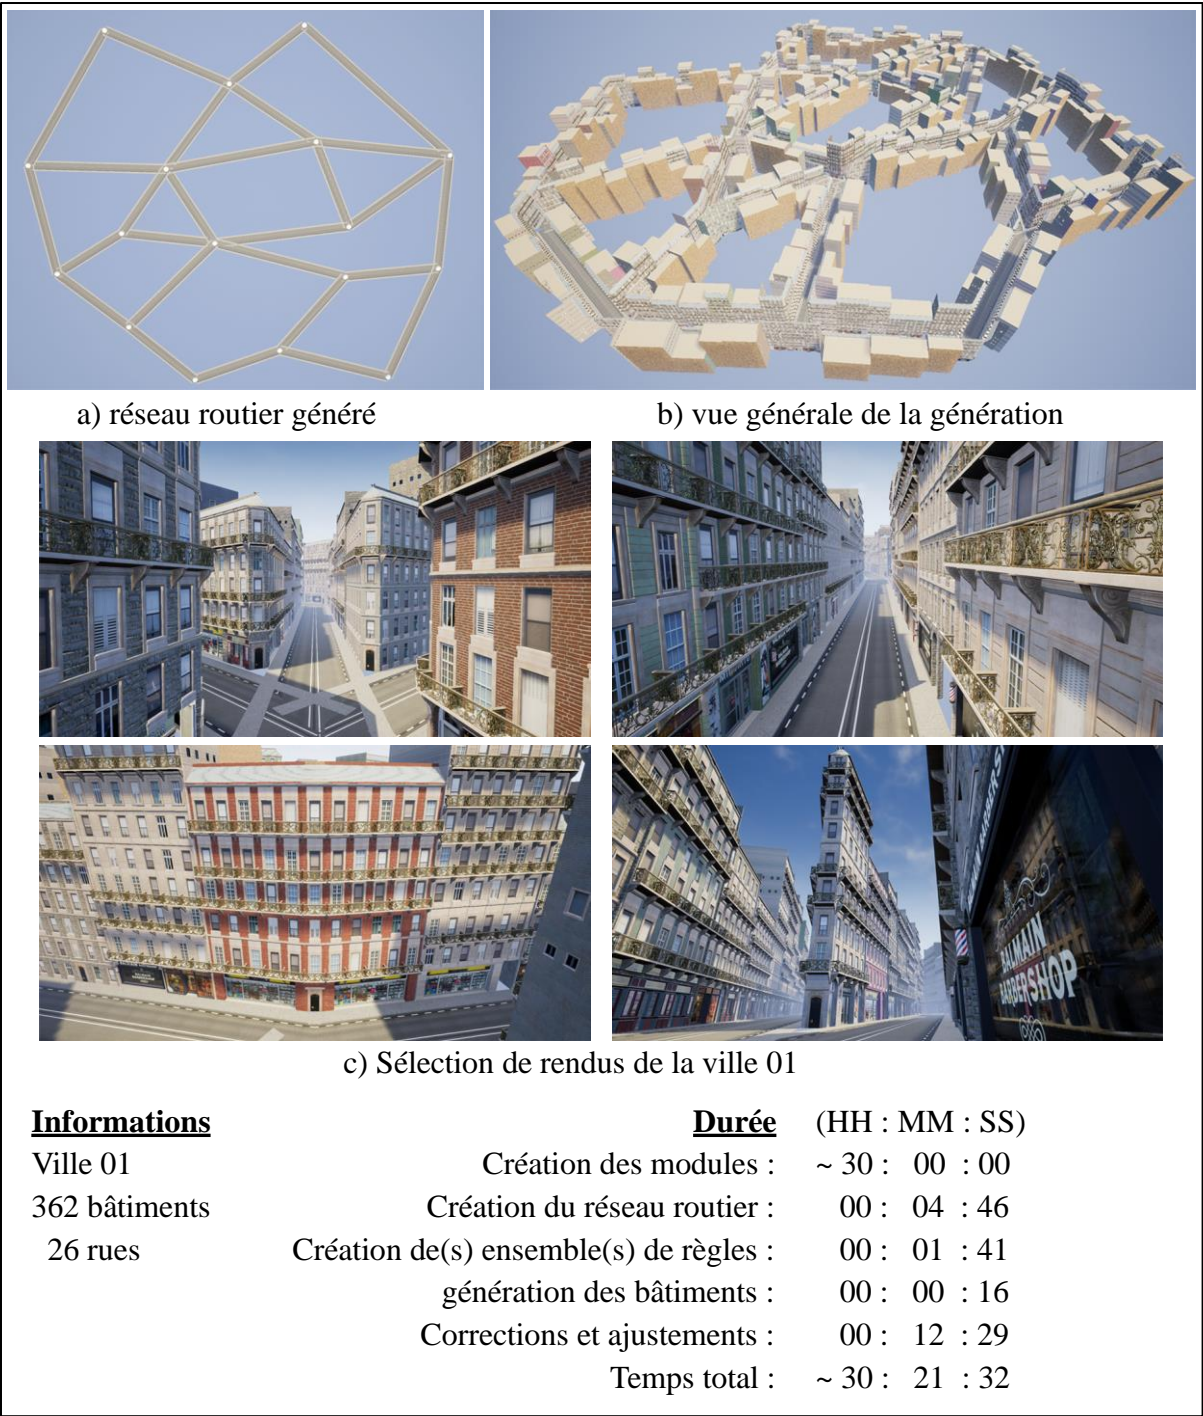 a) réseau routier généré
b) vue générale de la génération
BARBERS
BALMAIN
BARBER SHOP
c) Sélection de rendus de la ville 01
Informations
Ville 01
362 bâtiments
26 rues
Durée (HH : MM : SS)
Création des modules : ~ 30 : 00 : 00
Création du réseau routier : 00 : 04 : 46
Création de(s) ensemble(s) de règles : 00 : 01 : 41
génération des bâtiments : 00 : 00 : 16
Corrections et ajustements : 00 : 12 : 29
Temps total : ~ 30 : 21 : 32